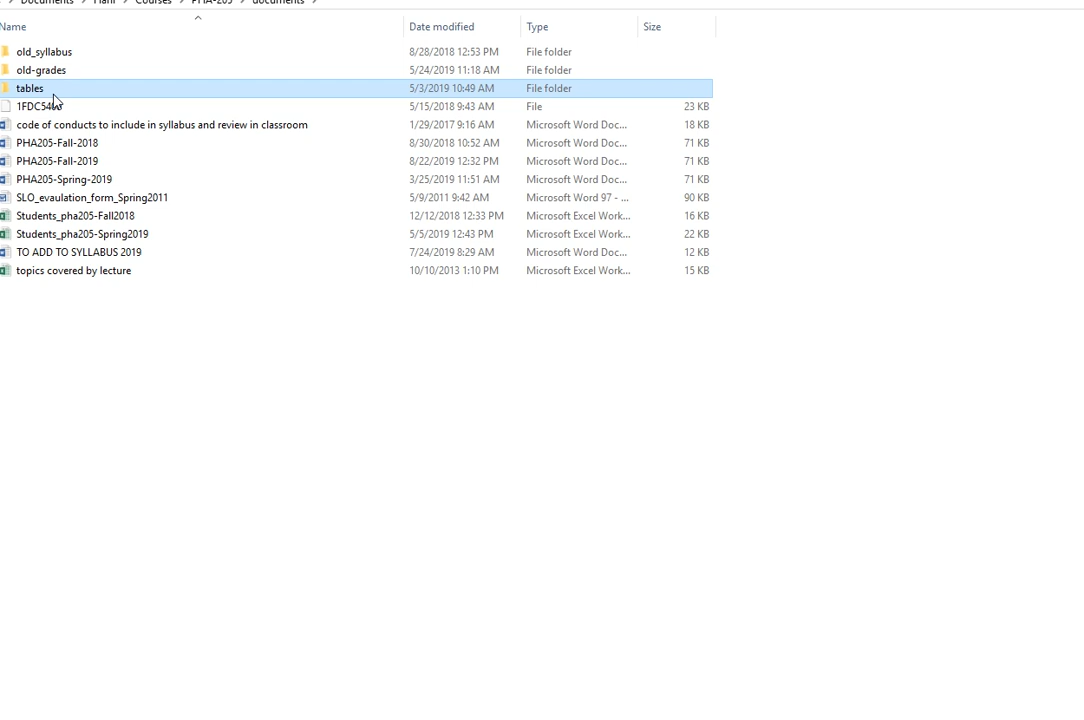 Documents > Hani > Courses > PHA-205 > documents >
Name Date modified Type Size
old_syllabus 8/28/2018 12:53 PM File folder
old-grades 5/24/2019 11:18 AM File folder
tables 5/3/2019 10:49 AM File folder
5/15/2018 9:43 AM File 23 KB
code of conducts to include in syllabus and review in classroom 1/29/2017 9:16 AM Microsoft Word Doc... 18 KB
PHA205-Fall-2018 8/30/2018 10:52 AM Microsoft Word Doc... 71 KB
PHA205-Fall-2019 8/22/2019 12:32 PM Microsoft Word Doc... 71 KB
PHA205-Spring-2019 3/25/2019 11:51 AM Microsoft Word Doc... 71 KB
SLO_evaulation_form_Spring2011 5/9/2011 9:42 AM Microsoft Word 97 - ... 90 KB
Students_pha205-Fall2018 12/12/2018 12:33 PM Microsoft Excel Work... 16 KB
Students_pha205-Spring2019 5/5/2019 12:43 PM Microsoft Excel Work... 22 KB
TO ADD TO SYLLABUS 2019 7/24/2019 8:29 AM Microsoft Word Doc... 12 KB
topics covered by lecture 10/10/2013 1:10 PM Microsoft Excel Work... 15 KB